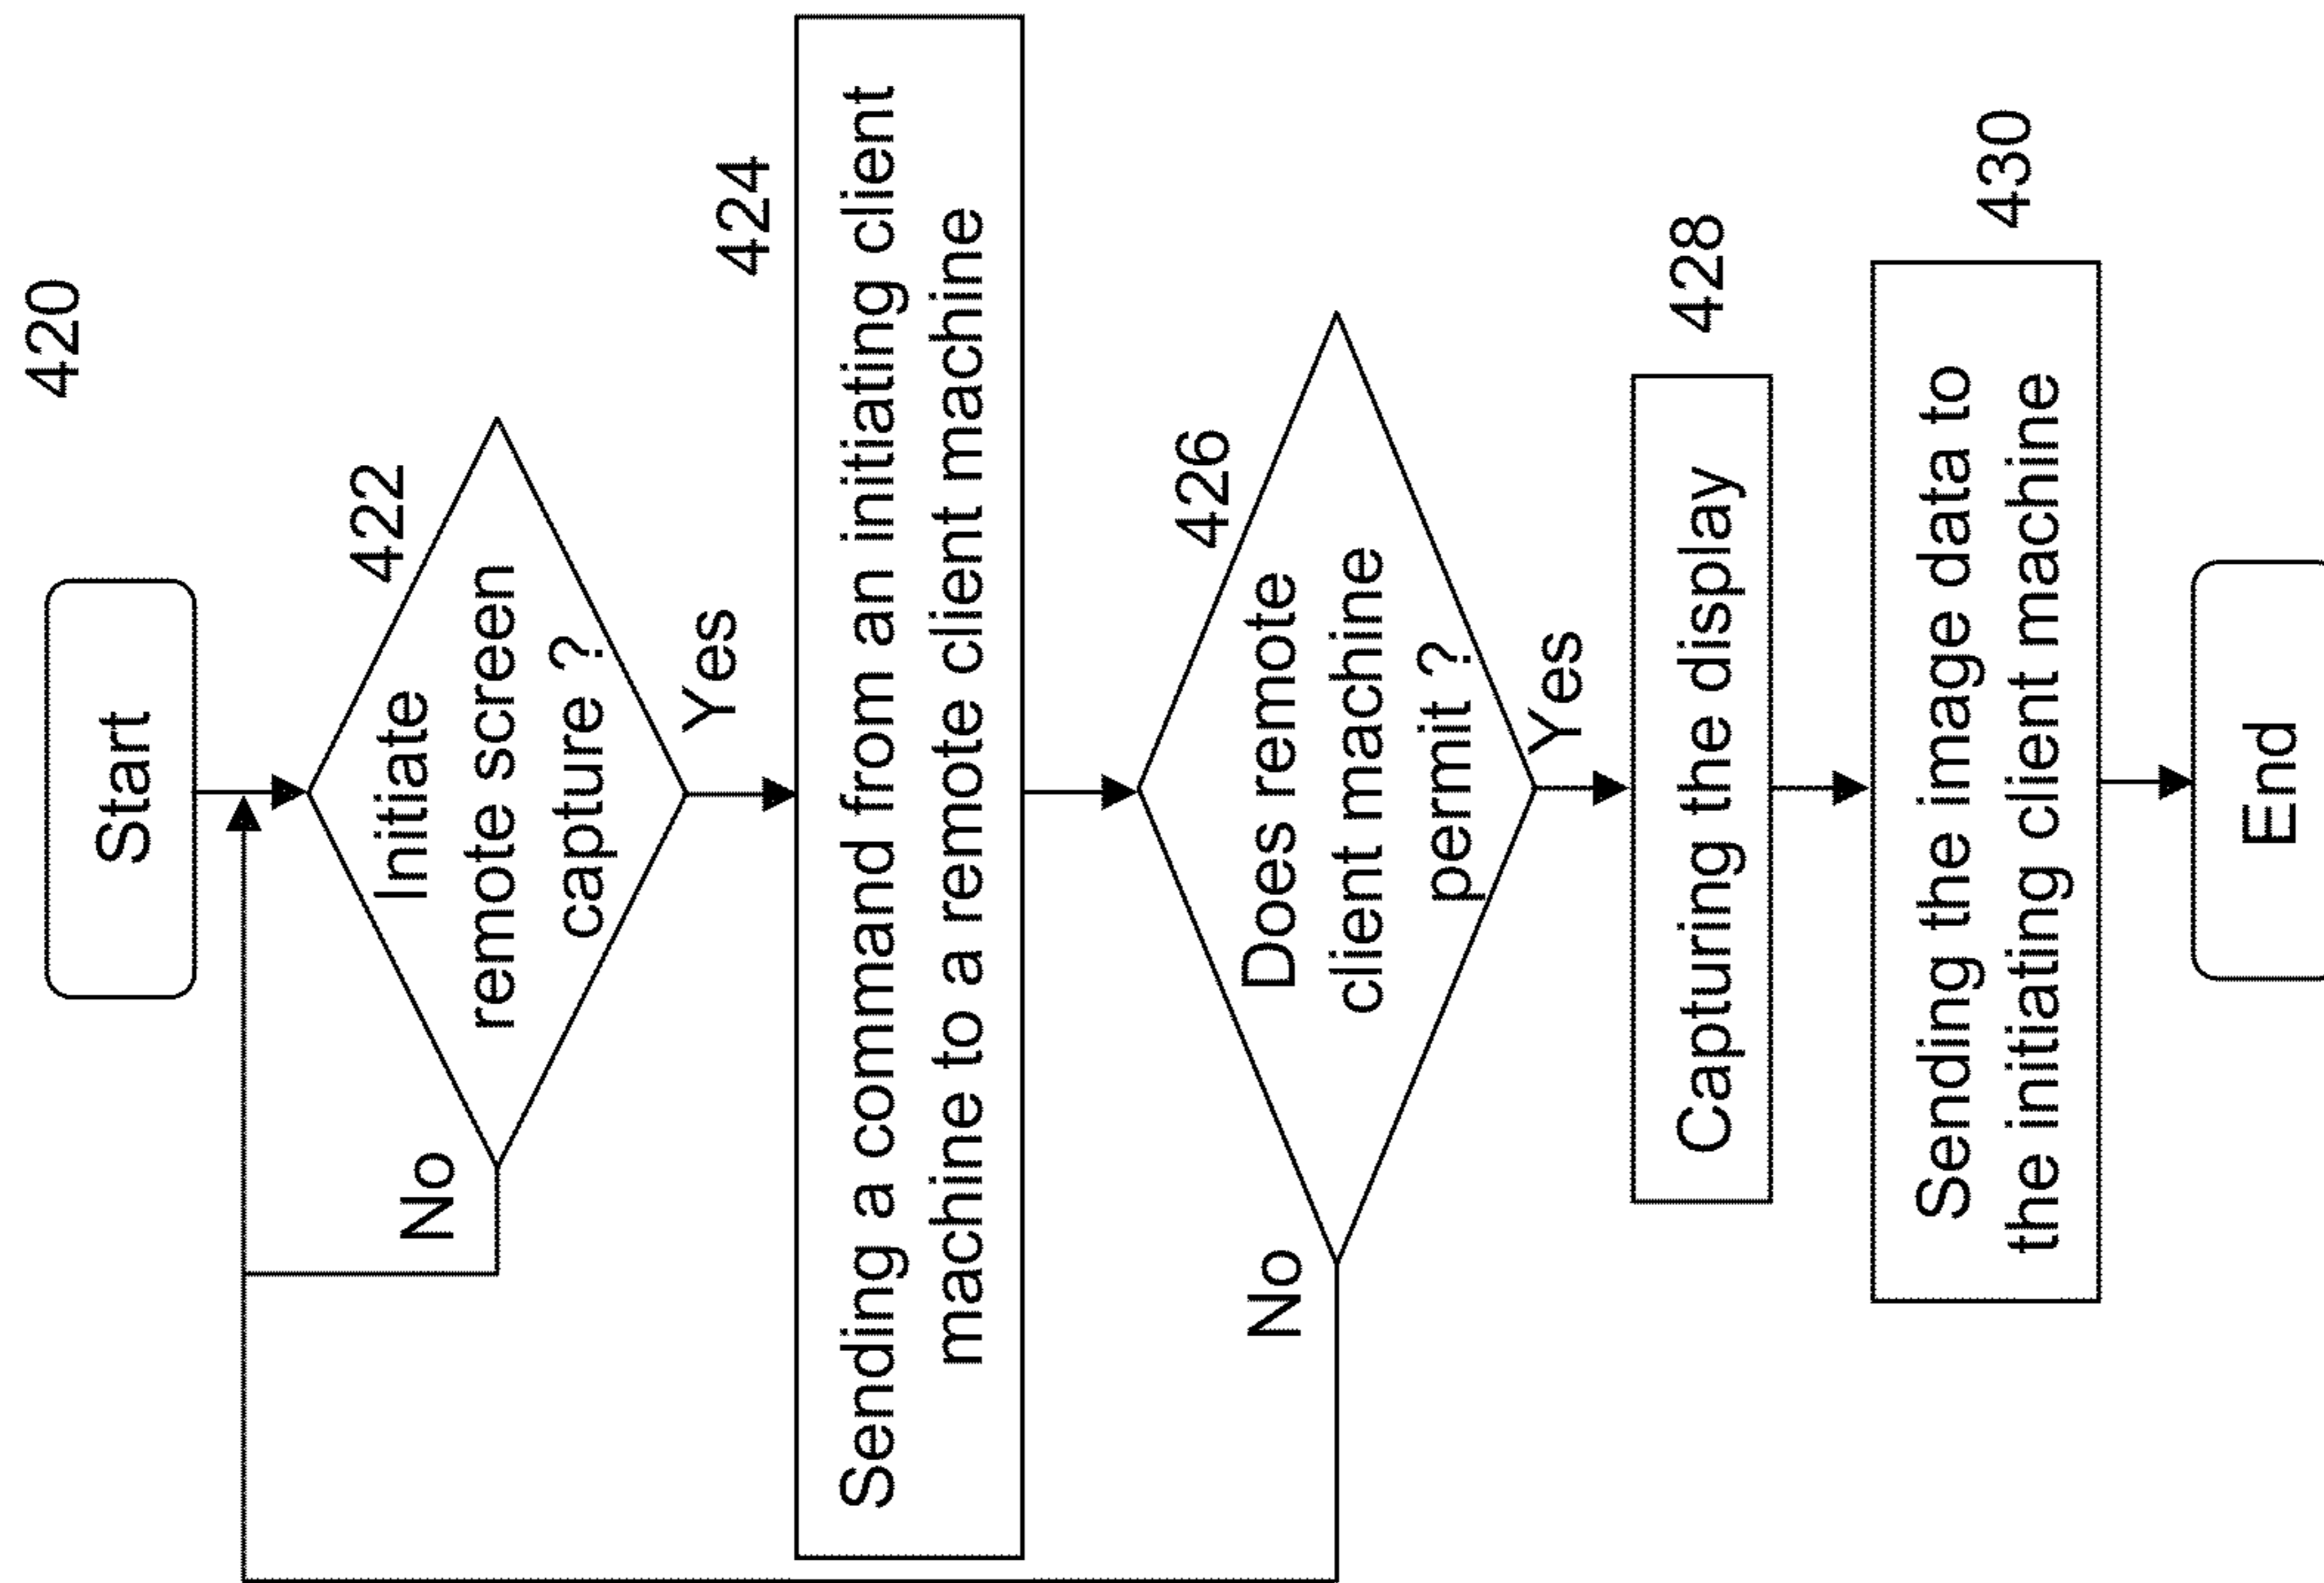 420
Start
422
Initiate
remote screen
capture ?
No
Yes
424
Sending a command from an initiating client
machine to a remote client machine
426
Does remote
client machine
permit ?
No
Yes
428
Capturing the display
430
Sending the image data to
the initiating client machine
End